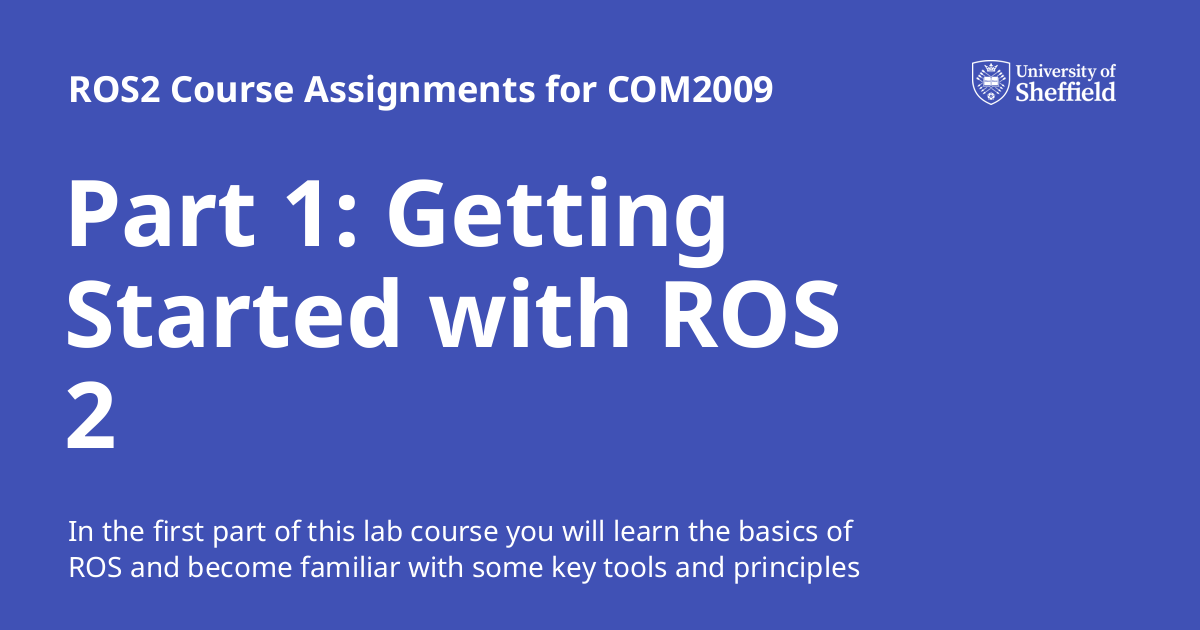 ROS2 Course Assignments for COM2009
University of
Sheffield
Part 1: Getting
Started with ROS
2
In the first part of this lab course you will learn the basics of
ROS and become familiar with some key tools and principles